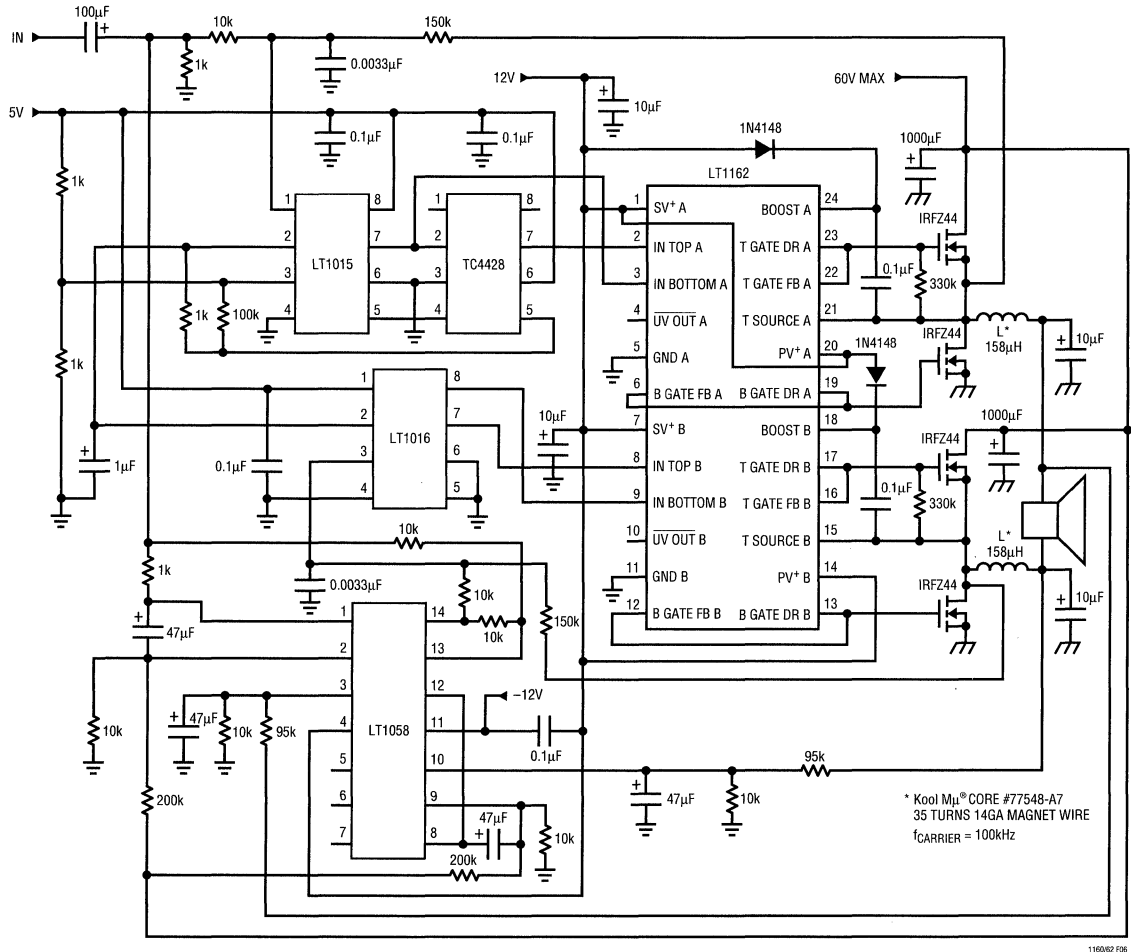 100µF
+
IN
10k
150k
1k
0.0033µF
12V
60V MAX
+
10µF
5V
0.1µF
0.1µF
1N4148
1000µF
+
LT1162
1k
1
8
1
8
1
SV+ A
BOOST A
24
IRFZ44
2
7
2
7
2
IN TOP A
T GATE DR A
23
LT1015
TC4428
0.1µF
330k
3
6
3
6
3
IN BOTTOM A
T GATE FB A
22
1k
100k
4
5
4
5
4
UV OUT A
T SOURCE A
21
L*
158µH
1N4148
IRFZ44
+
10µF
5
GND A
PV+ A
20
1k
1
8
6
B GATE FB A
B GATE DR A
19
1000µF
+
10µF
+
2
7
7
SV+ B
BOOST B
18
LT1016
IRFZ44
+
1µF
0.1µF
3
6
8
IN TOP B
T GATE DR B
17
0.1µF
330k
4
5
9
IN BOTTOM B
T GATE FB B
16
10k
10
UV OUT B
T SOURCE B
15
L*
158µH
1k
0.0033µF
10k
11
GND B
PV+ B
14
IRFZ44
+
10µF
1
14
10k
150k
12
B GATE FB B
B GATE DR B
13
+
47µF
2
13
3
12
–12V
+
47µF
10k
10k
95k
4
LT1058
11
0.1µF
5
10
95k
200k
6
9
+
47µF
10k
* Kool Mµ® CORE #77548-A7
35 TURNS 14GA MAGNET WIRE
fCARRIER = 100kHz
7
8
+
47µF
10k
200k
1160/62 F06